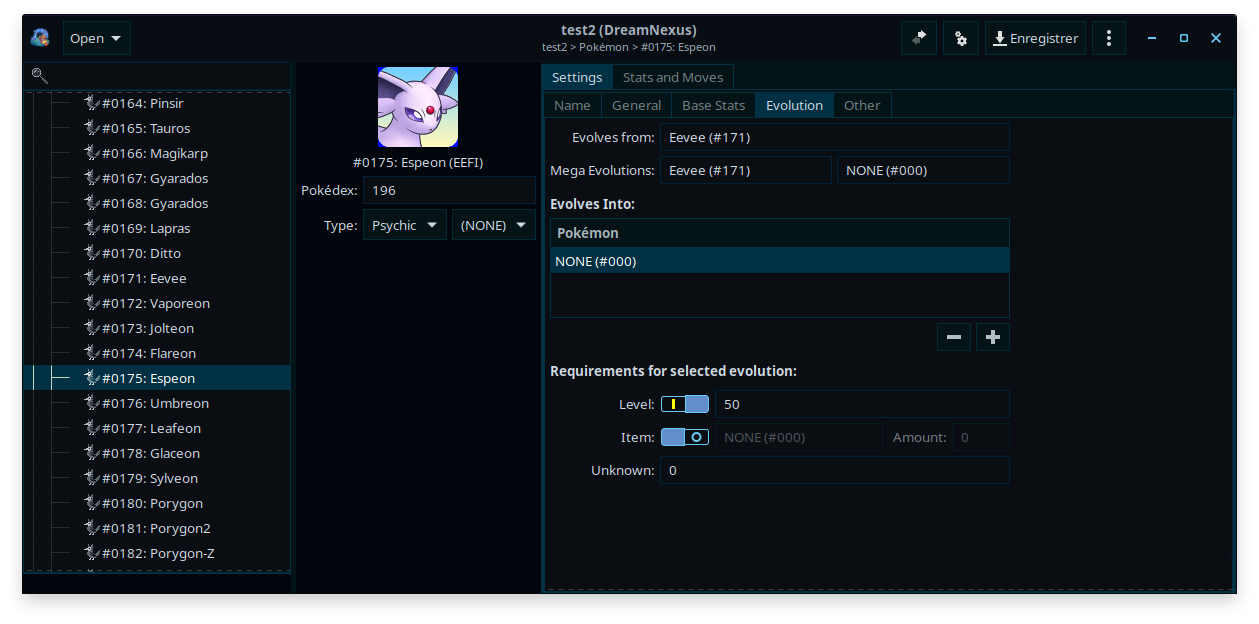 Open
test2 (DreamNexus)
test2 > Pokémon > #0175: Espeon
Enregistrer
#0164: Pinsir
#0165: Tauros
#0166: Magikarp
#0167: Gyarados
#0168: Gyarados
#0169: Lapras
#0170: Ditto
#0171: Eevee
#0172: Vaporeon
#0173: Jolteon
#0174: Flareon
#0175: Espeon
#0176: Umbreon
#0177: Leafeon
#0178: Glaceon
#0179: Sylveon
#0180: Porygon
#0181: Porygon2
#0182: Porygon-Z
#0175: Espeon (EEFI)
Pokédex: 196
Type: Psychic (NONE)
Settings Stats and Moves
Name General Base Stats Evolution Other
Evolves from: Eevee (#171)
Mega Evolutions: Eevee (#171) NONE (#000)
Evolves Into:
Pokémon
NONE (#000)
Requirements for selected evolution:
Level: 50
Item: NONE (#000) Amount: 0
Unknown: 0